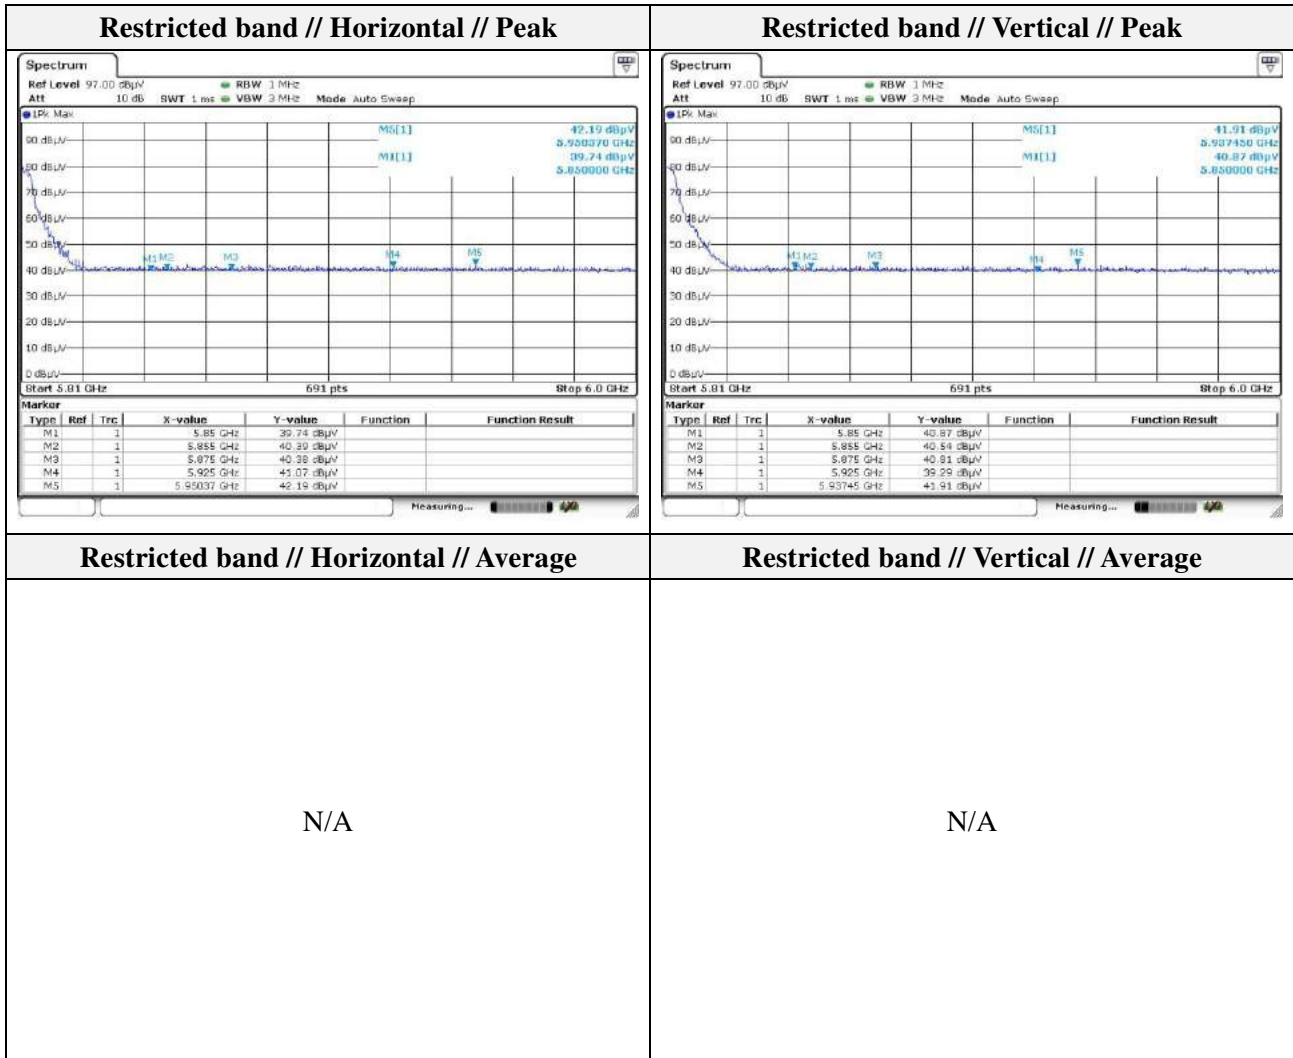 Restricted band // Horizontal // Peak
Spectrum
Ref Level 97.00 dBµV RBW 1 MHz
Att 10 dB SWT 1 ms VBW 3 MHz Mode Auto Sweep
1Pk Max
M5[1] 42.19 dBµV
5.950370 GHz
M1[1] 39.74 dBµV
5.850000 GHz
90 dBµV
80 dBµV
70 dBµV
60 dBµV
50 dBµV
40 dBµV
30 dBµV
20 dBµV
10 dBµV
0 dBµV
M1 M2 M3 M4 M5
Start 5.81 GHz 691 pts Stop 6.0 GHz
Marker
Type Ref Trc X-value Y-value Function Function Result
M1 1 5.85 GHz 39.74 dBµV
M2 1 5.855 GHz 40.39 dBµV
M3 1 5.875 GHz 40.38 dBµV
M4 1 5.925 GHz 41.07 dBµV
M5 1 5.95037 GHz 42.19 dBµV
Measuring...
Restricted band // Vertical // Peak
Spectrum
Ref Level 97.00 dBµV RBW 1 MHz
Att 10 dB SWT 1 ms VBW 3 MHz Mode Auto Sweep
1Pk Max
M5[1] 41.91 dBµV
5.937450 GHz
M1[1] 40.87 dBµV
5.850000 GHz
90 dBµV
80 dBµV
70 dBµV
60 dBµV
50 dBµV
40 dBµV
30 dBµV
20 dBµV
10 dBµV
0 dBµV
M1 M2 M3 M4 M5
Start 5.81 GHz 691 pts Stop 6.0 GHz
Marker
Type Ref Trc X-value Y-value Function Function Result
M1 1 5.85 GHz 40.87 dBµV
M2 1 5.855 GHz 40.54 dBµV
M3 1 5.875 GHz 40.81 dBµV
M4 1 5.925 GHz 39.29 dBµV
M5 1 5.93745 GHz 41.91 dBµV
Measuring...
Restricted band // Horizontal // Average
N/A
Restricted band // Vertical // Average
N/A